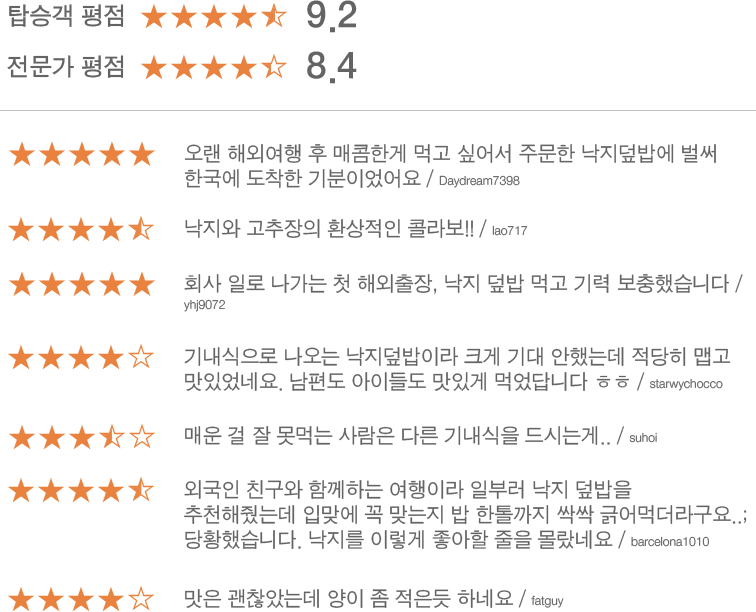 탑승객 평점 ★★★★⯪ 9.2
전문가 평점 ★★★★☆ 8.4
★★★★★ 오랜 해외여행 후 매콤한게 먹고 싶어서 주문한 낙지덮밥에 벌써
한국에 도착한 기분이었어요 / Daydream7398
★★★★⯪ 낙지와 고추장의 환상적인 콜라보!! / lao717
★★★★★ 회사 일로 나가는 첫 해외출장, 낙지 덮밥 먹고 기력 보충했습니다 /
yhj9072
★★★★☆ 기내식으로 나오는 낙지덮밥이라 크게 기대 안했는데 적당히 맵고
맛있었네요. 남편도 아이들도 맛있게 먹었답니다 ㅎㅎ / starwychocco
★★★⯪☆ 매운 걸 잘 못먹는 사람은 다른 기내식을 드시는게.. / suhoi
★★★★⯪ 외국인 친구와 함께하는 여행이라 일부러 낙지 덮밥을
추천해줬는데 입맞에 꼭 맞는지 밥 한톨까지 싹싹 긁어먹더라구요..;
당황했습니다. 낙지를 이렇게 좋아할 줄을 몰랐네요 / barcelona1010
★★★★☆ 맛은 괜찮았는데 양이 좀 적은듯 하네요 / fatguy